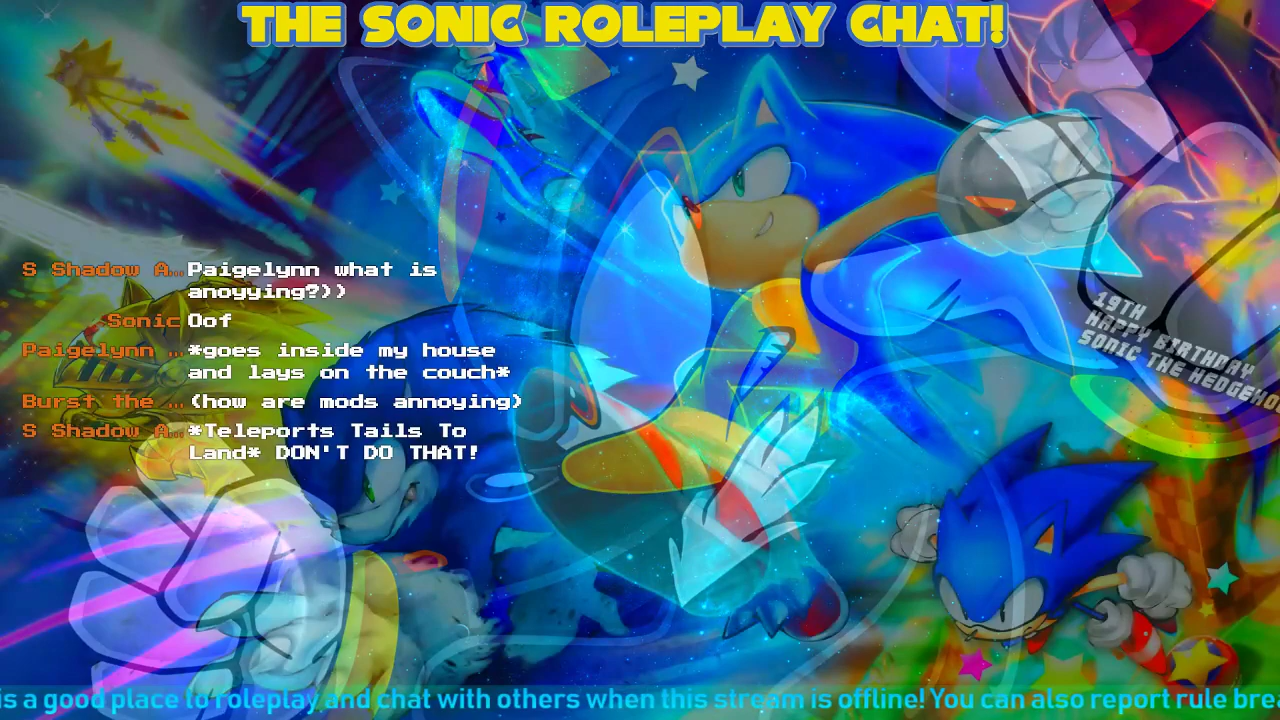 THE SONIC ROLEPLAY CHAT!
S Shadow A… Paigelynn what is
anoyying?))
Sonic Oof
Paigelynn … *goes inside my house
and lays on the couch*
Burst the … (how are mods annoying)
S Shadow A… *Teleports Tails To
Land* DON'T DO THAT!
19TH
HAPPY BIRTHDAY
SONIC THE HEDGEHO
is a good place to roleplay and chat with others when this stream is offline! You can also report rule brea